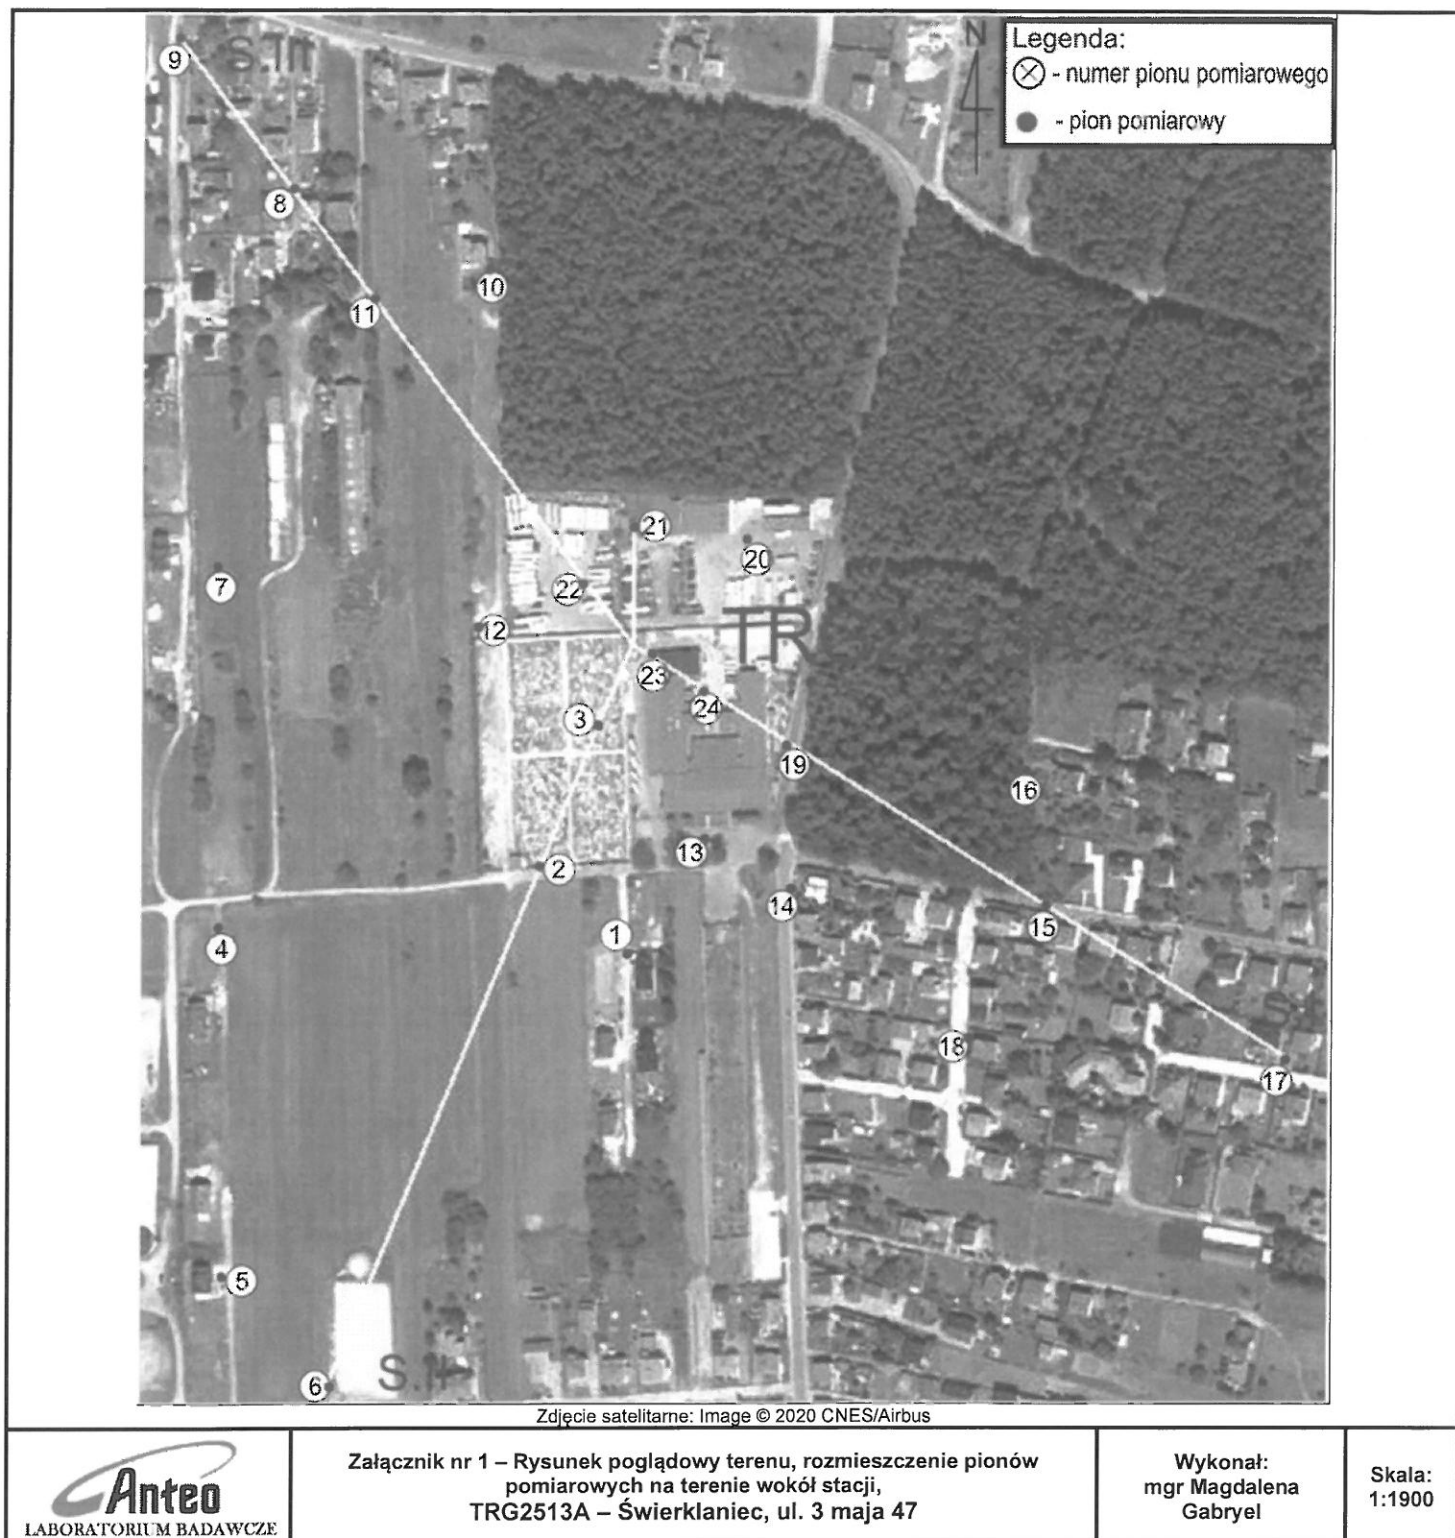 N
Legenda:
- numer pionu pomiarowego
- pion pomiarowy
9
8
10
11
21
20
7
22
12
TR
23
24
3
19
16
2
13
14
15
1
4
18
17
5
6
Zdjęcie satelitarne: Image © 2020 CNES/Airbus
Anteo
LABORATORIUM BADAWCZE
Załącznik nr 1 – Rysunek poglądowy terenu, rozmieszczenie pionów
pomiarowych na terenie wokół stacji,
TRG2513A – Świerklaniec, ul. 3 maja 47
Wykonał:
mgr Magdalena
Gabryel
Skala:
1:1900